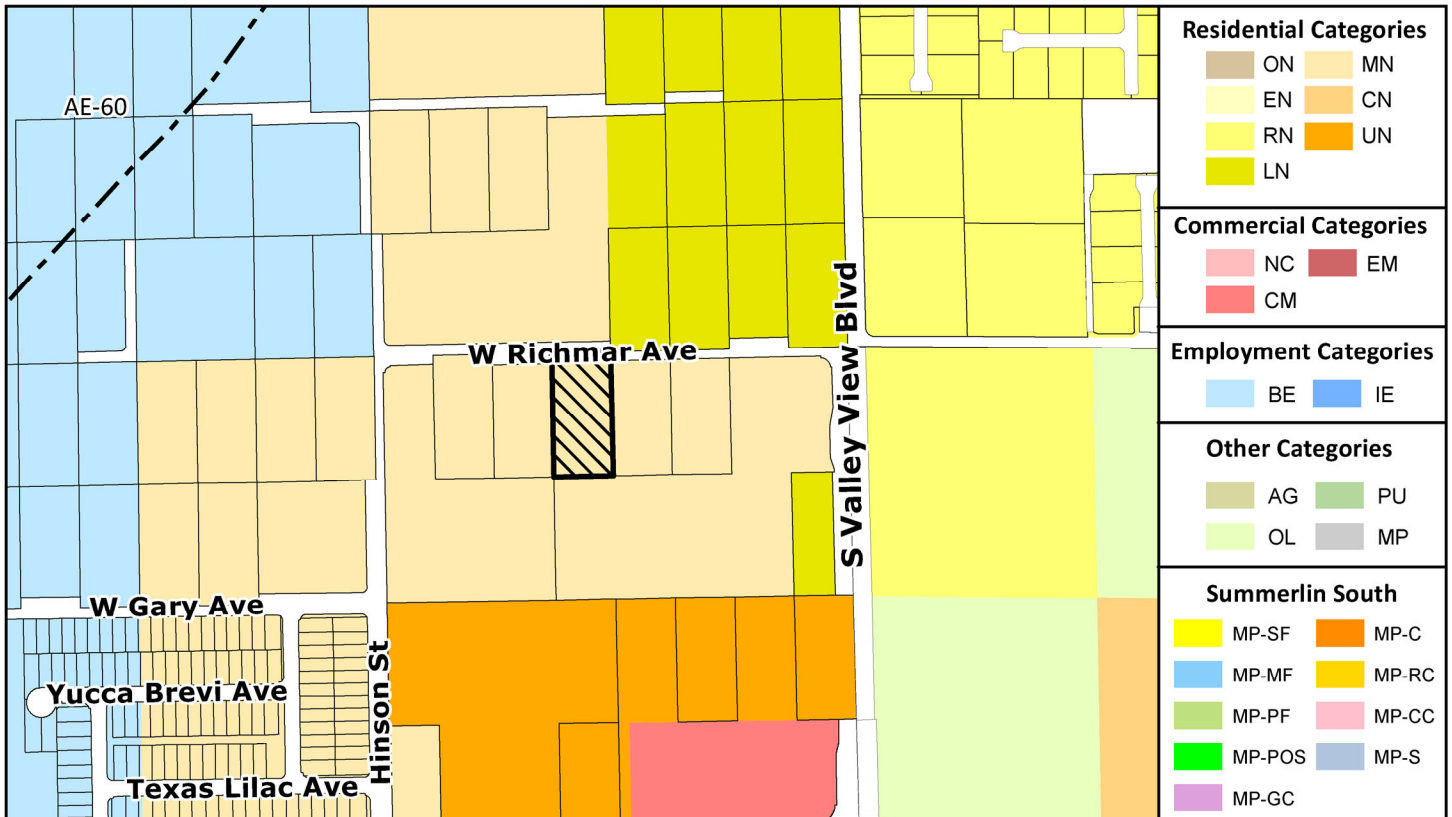 AE-60
W Richmar Ave
S Valley View Blvd
W Gary Ave
Yucca Brevi Ave
Hinson St
Texas Lilac Ave
Residential Categories
ON MN
EN CN
RN UN
LN
Commercial Categories
NC EM
CM
Employment Categories
BE IE
Other Categories
AG PU
OL MP
Summerlin South
MP-SF MP-C
MP-MF MP-RC
MP-PF MP-CC
MP-POS MP-S
MP-GC